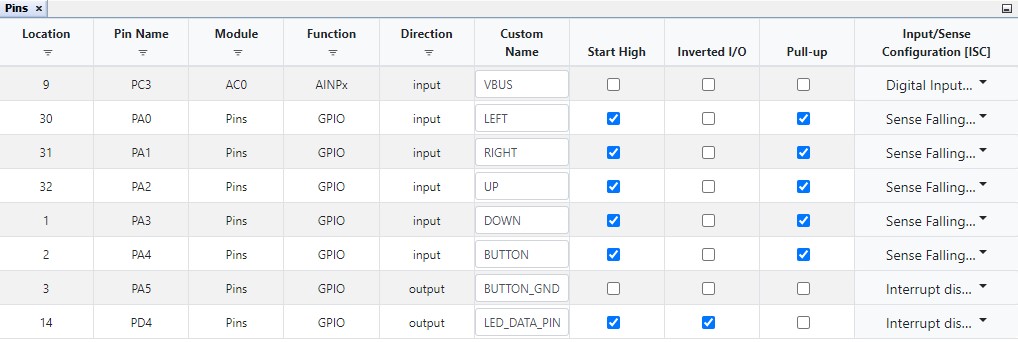 Pins ×
Location Pin Name Module Function Direction Custom Name Start High Inverted I/O Pull-up Input/Sense Configuration [ISC]
9 PC3 AC0 AINPx input VBUS Digital Input...
30 PA0 Pins GPIO input LEFT Sense Falling...
31 PA1 Pins GPIO input RIGHT Sense Falling...
32 PA2 Pins GPIO input UP Sense Falling...
1 PA3 Pins GPIO input DOWN Sense Falling...
2 PA4 Pins GPIO input BUTTON Sense Falling...
3 PA5 Pins GPIO output BUTTON_GND Interrupt dis...
14 PD4 Pins GPIO output LED_DATA_PIN Interrupt dis...